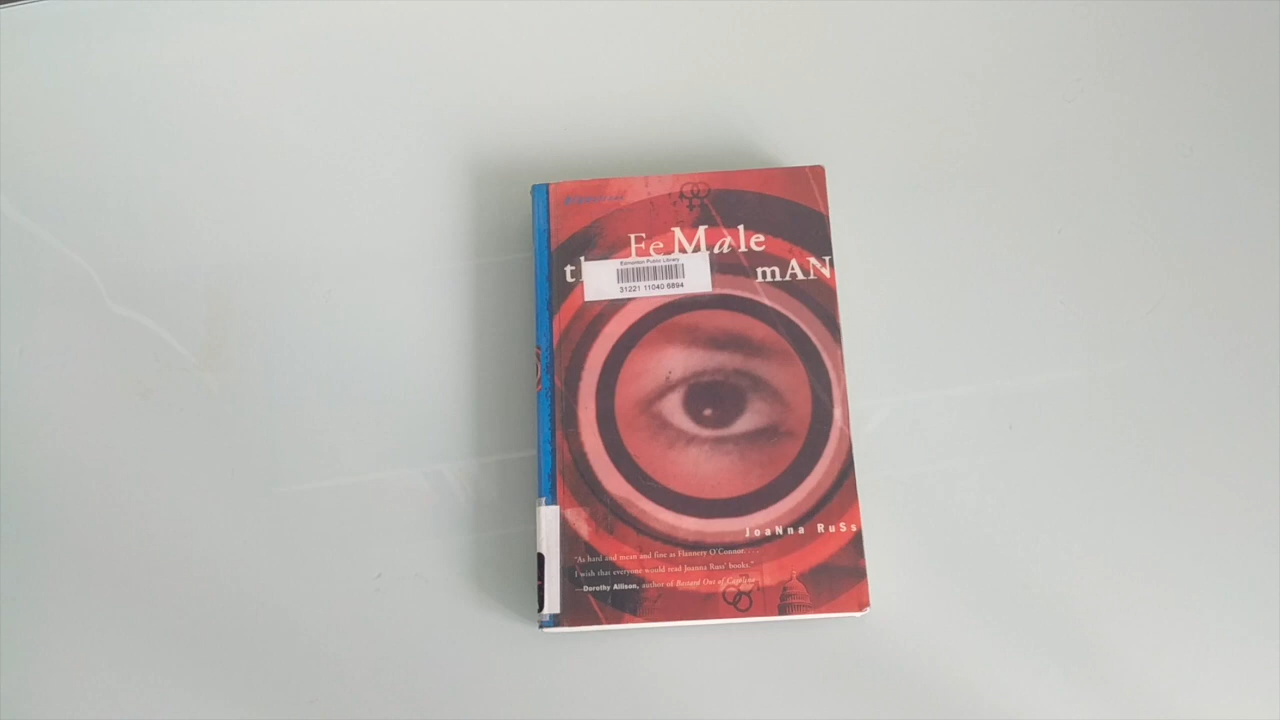 FeMale
mAN
Edmonton Public Library
31221 11040 6894
JoaNna RuSs
"As hard and mean and fine as Flannery O'Connor. . . .
I wish that everyone would read Joanna Russ' books."
—Dorothy Allison, author of Bastard Out of Carolina